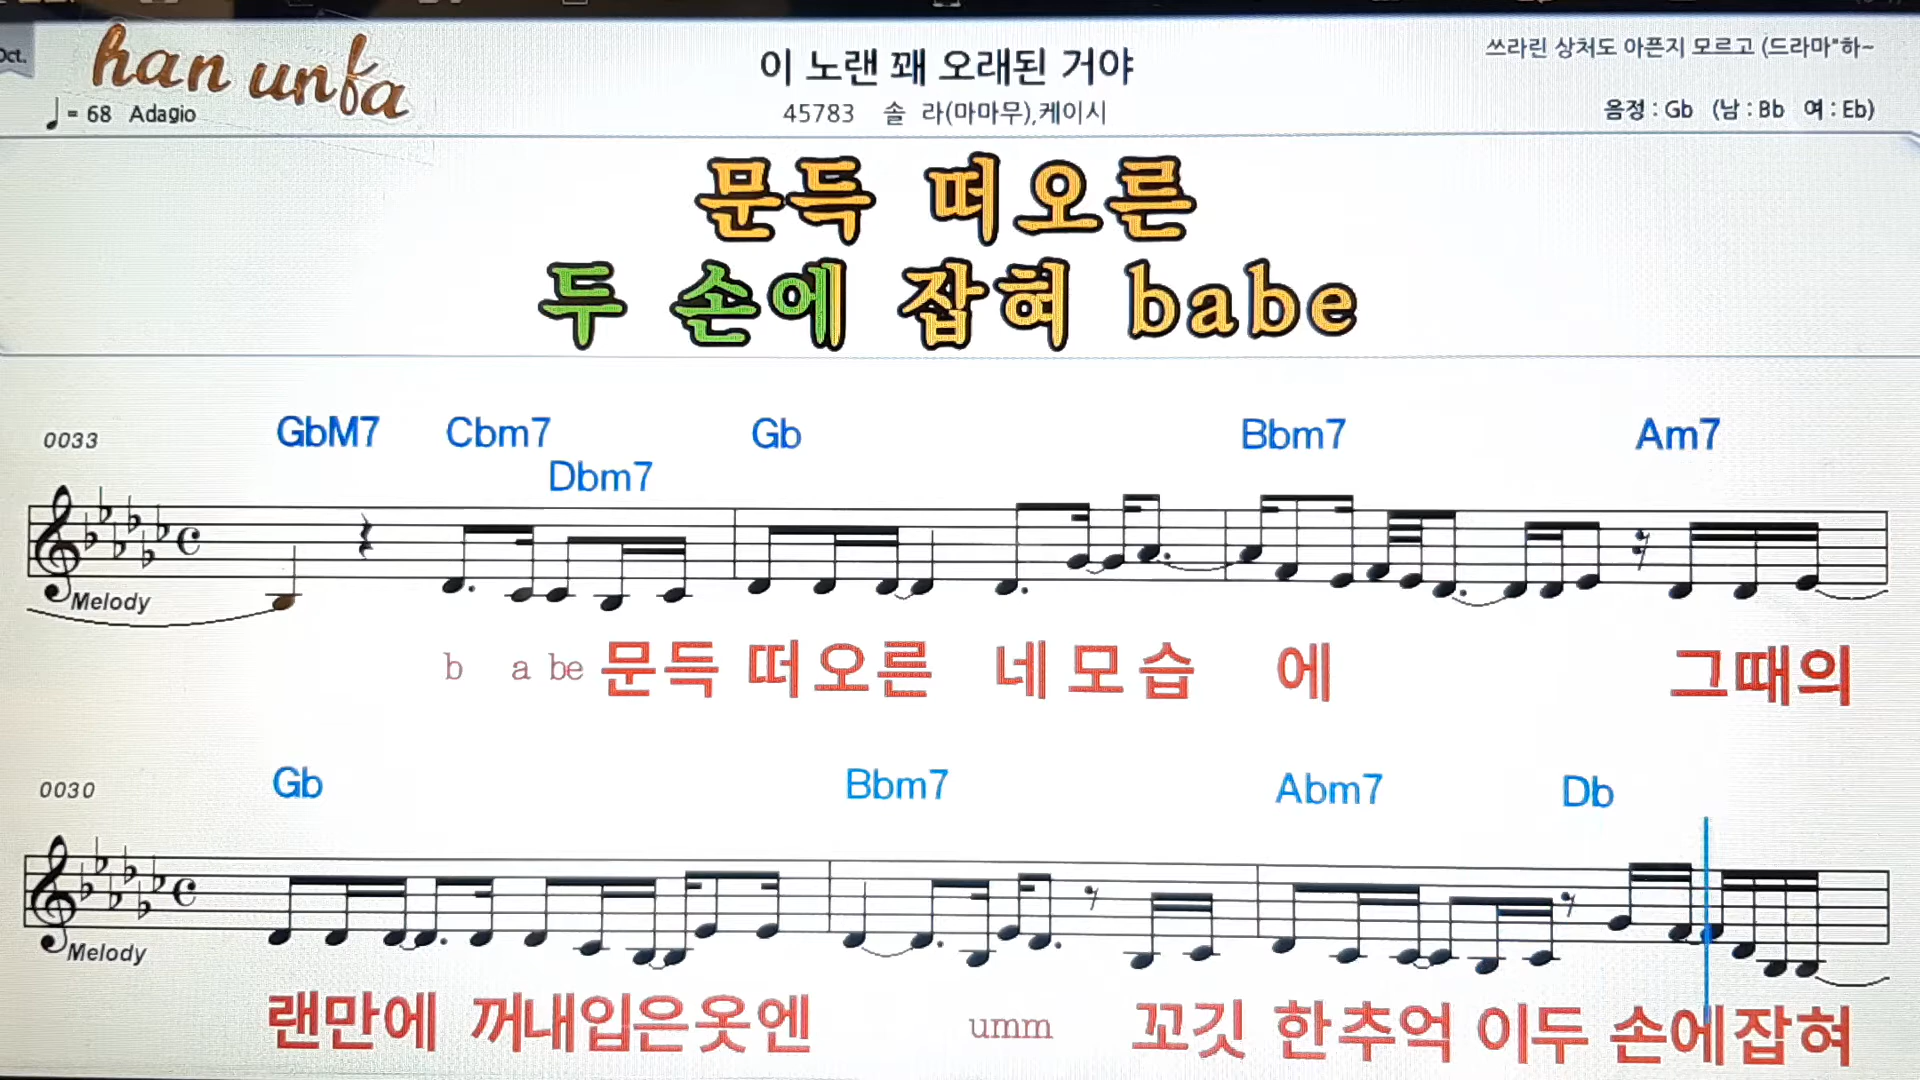 Oct.
han unfa
이 노랜 꽤 오래된 거야
쓰라린 상처도 아픈지 모르고 (드라마"하~
♩= 68 Adagio
45783 솔 라(마마무),케이시
음정 : Gb (남 : Bb 여 : Eb)
문득 떠오른
두 손에 잡혀 babe
0033 GbM7 Cbm7 Dbm7 Gb Bbm7 Am7
Melody
b a be 문득 떠오른 네모습 에 그때의
0030 Gb Bbm7 Abm7 Db
Melody
랜만에 꺼내입은옷엔 umm 꼬깃 한추억 이두 손에잡혀